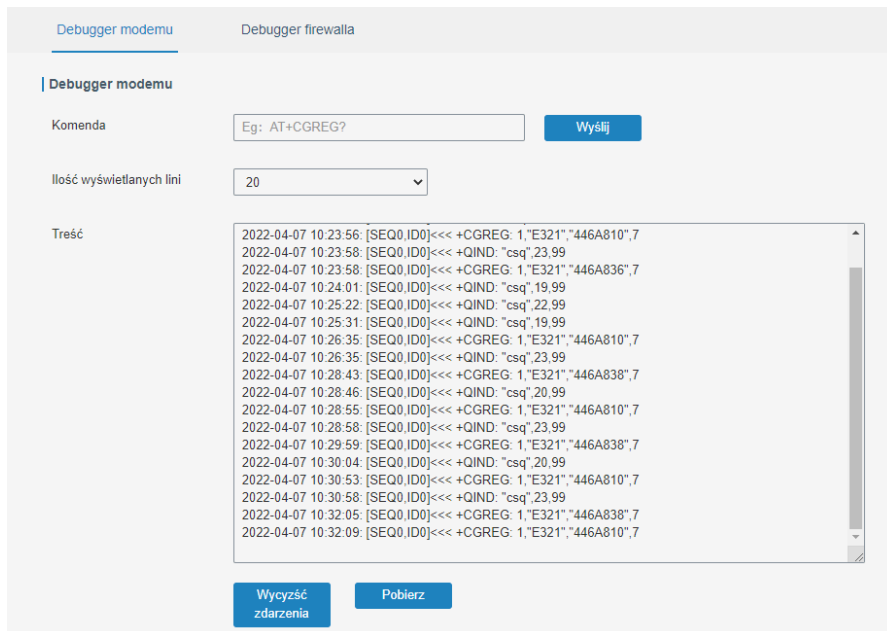 Debugger modemu
Debugger firewalla
Debugger modemu
Komenda
Eg: AT+CGREG?
Wyślij
Ilość wyświetlanych lini
20
Treść
2022-04-07 10:23:56: [SEQ0,ID0]<<< +CGREG: 1,"E321","446A810",7
2022-04-07 10:23:58: [SEQ0,ID0]<<< +QIND: "csq",23,99
2022-04-07 10:23:58: [SEQ0,ID0]<<< +CGREG: 1,"E321","446A836",7
2022-04-07 10:24:01: [SEQ0,ID0]<<< +QIND: "csq",19,99
2022-04-07 10:25:22: [SEQ0,ID0]<<< +QIND: "csq",22,99
2022-04-07 10:25:31: [SEQ0,ID0]<<< +QIND: "csq",19,99
2022-04-07 10:26:35: [SEQ0,ID0]<<< +CGREG: 1,"E321","446A810",7
2022-04-07 10:26:35: [SEQ0,ID0]<<< +QIND: "csq",23,99
2022-04-07 10:28:43: [SEQ0,ID0]<<< +CGREG: 1,"E321","446A838",7
2022-04-07 10:28:46: [SEQ0,ID0]<<< +QIND: "csq",20,99
2022-04-07 10:28:55: [SEQ0,ID0]<<< +CGREG: 1,"E321","446A810",7
2022-04-07 10:28:58: [SEQ0,ID0]<<< +QIND: "csq",23,99
2022-04-07 10:29:59: [SEQ0,ID0]<<< +CGREG: 1,"E321","446A838",7
2022-04-07 10:30:04: [SEQ0,ID0]<<< +QIND: "csq",20,99
2022-04-07 10:30:53: [SEQ0,ID0]<<< +CGREG: 1,"E321","446A810",7
2022-04-07 10:30:58: [SEQ0,ID0]<<< +QIND: "csq",23,99
2022-04-07 10:32:05: [SEQ0,ID0]<<< +CGREG: 1,"E321","446A838",7
2022-04-07 10:32:09: [SEQ0,ID0]<<< +CGREG: 1,"E321","446A810",7
Wycyzść
zdarzenia
Pobierz